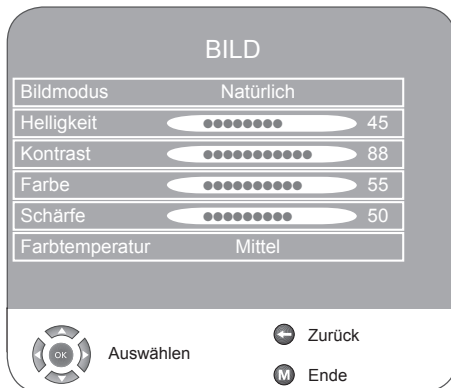 BILD
Bildmodus Natürlich
Helligkeit 45
Kontrast 88
Farbe 55
Schärfe 50
Farbtemperatur Mittel
OK Auswählen
Zurück
M Ende